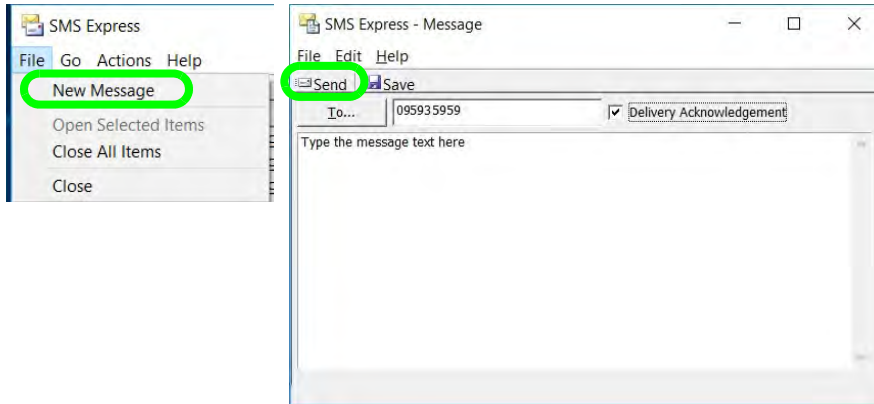 SMS Express
File Go Actions Help
New Message
Open Selected Items
Close All Items
Close
SMS Express - Message
File Edit Help
Send Save
To... 095935959 Delivery Acknowledgement
Type the message text here